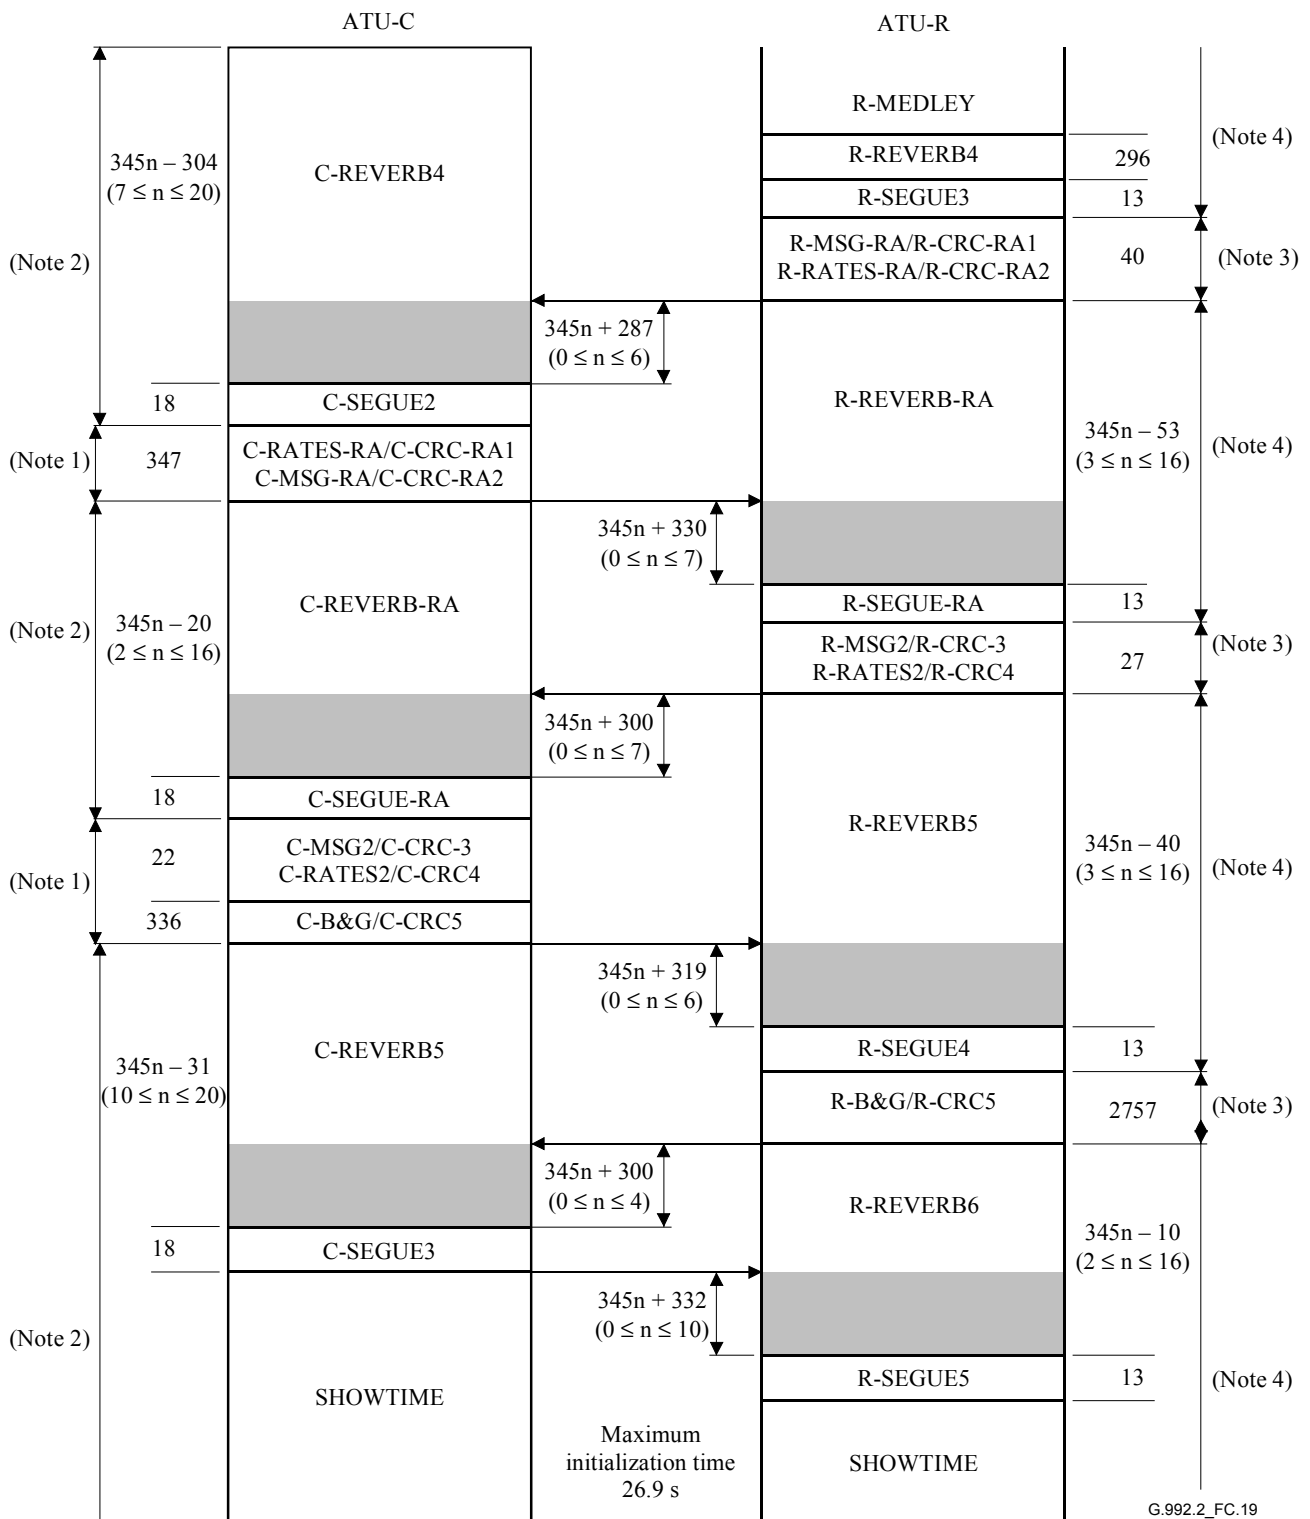 ATU-C
ATU-R
R-MEDLEY
(Note 4)
345n – 304
(7 ≤ n ≤ 20)
C-REVERB4
R-REVERB4
296
R-SEGUE3
13
(Note 2)
R-MSG-RA/R-CRC-RA1
R-RATES-RA/R-CRC-RA2
40
(Note 3)
345n + 287
(0 ≤ n ≤ 6)
18
C-SEGUE2
R-REVERB-RA
345n – 53
(3 ≤ n ≤ 16)
(Note 4)
(Note 1)
347
C-RATES-RA/C-CRC-RA1
C-MSG-RA/C-CRC-RA2
345n + 330
(0 ≤ n ≤ 7)
C-REVERB-RA
R-SEGUE-RA
13
(Note 2)
345n – 20
(2 ≤ n ≤ 16)
R-MSG2/R-CRC-3
R-RATES2/R-CRC4
27
(Note 3)
345n + 300
(0 ≤ n ≤ 7)
18
C-SEGUE-RA
R-REVERB5
345n – 40
(3 ≤ n ≤ 16)
(Note 4)
(Note 1)
22
C-MSG2/C-CRC-3
C-RATES2/C-CRC4
336
C-B&G/C-CRC5
345n + 319
(0 ≤ n ≤ 6)
345n – 31
(10 ≤ n ≤ 20)
C-REVERB5
R-SEGUE4
13
R-B&G/R-CRC5
2757
(Note 3)
345n + 300
(0 ≤ n ≤ 4)
R-REVERB6
345n – 10
(2 ≤ n ≤ 16)
18
C-SEGUE3
345n + 332
(0 ≤ n ≤ 10)
(Note 2)
R-SEGUE5
13
(Note 4)
SHOWTIME
Maximum
initialization time
26.9 s
SHOWTIME
G.992.2_FC.19